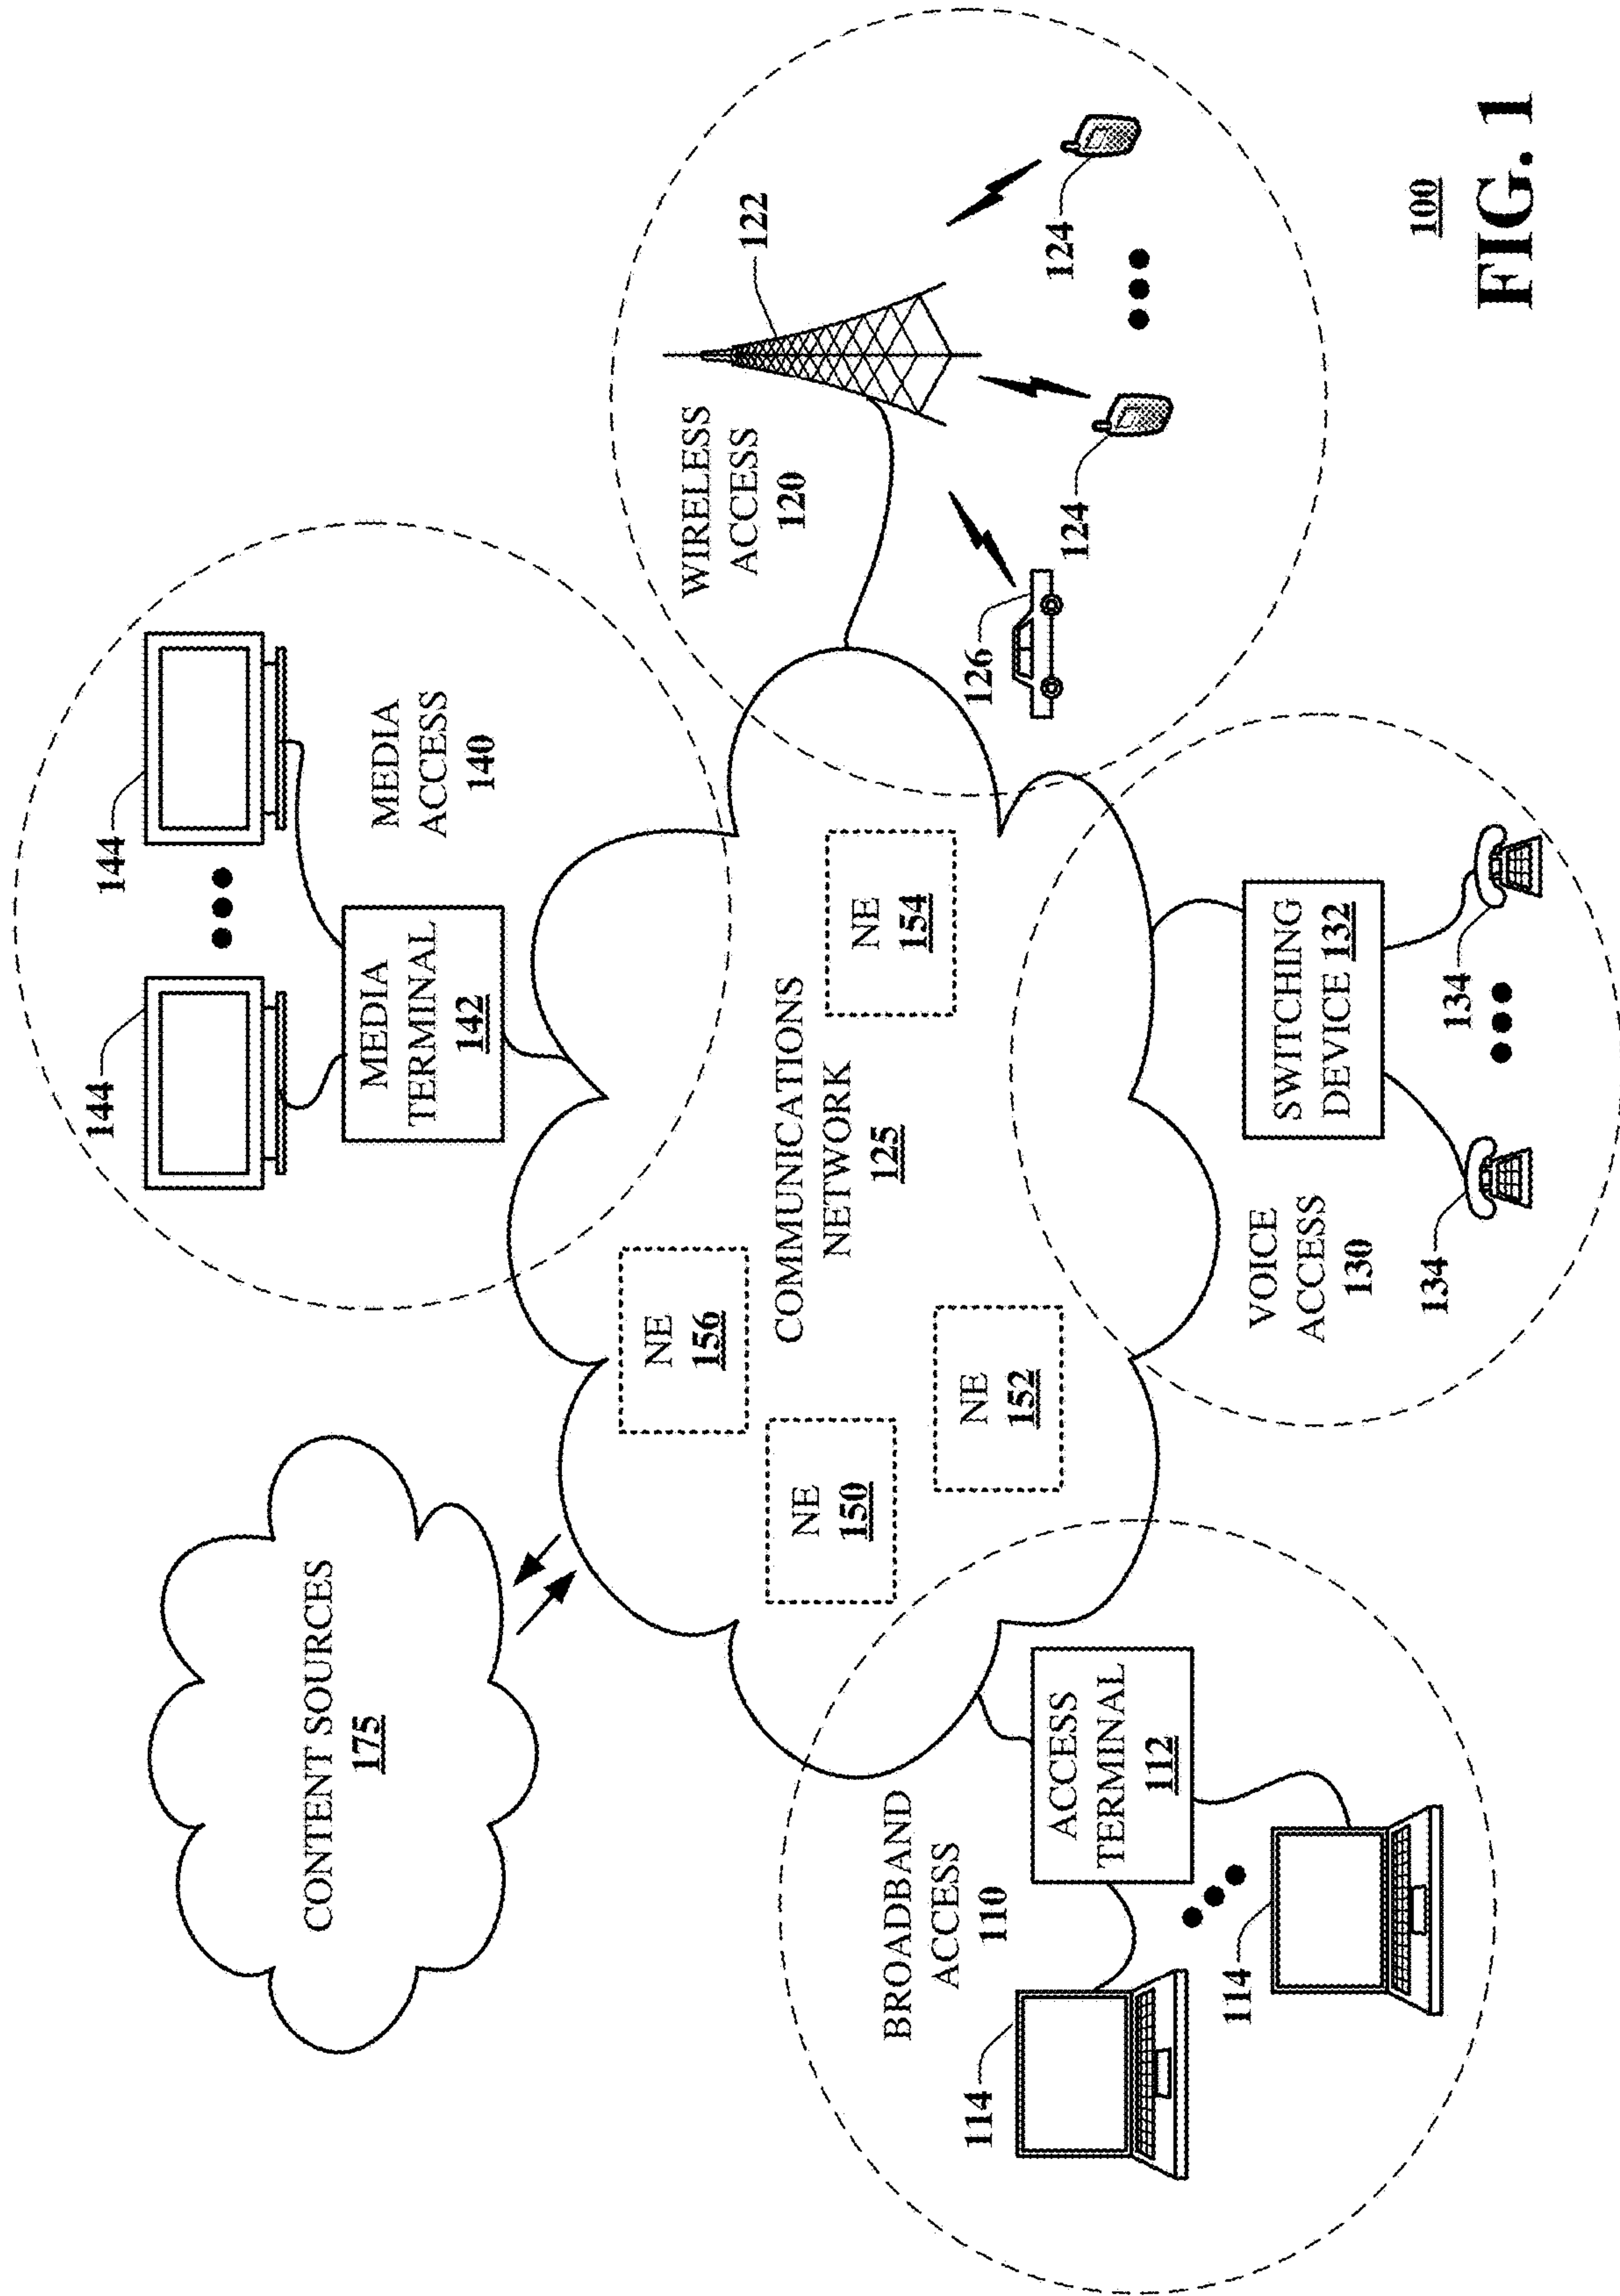 CONTENT SOURCES
175
144
144
MEDIA
TERMINAL
142
MEDIA
ACCESS
140
WIRELESS
ACCESS
120
122
NE
156
NE
150
COMMUNICATIONS
NETWORK
125
NE
154
NE
152
BROADBAND
ACCESS
110
114
ACCESS
TERMINAL
112
114
126
124
124
VOICE
ACCESS
130
SWITCHING
DEVICE 132
134
134
100
FIG. 1